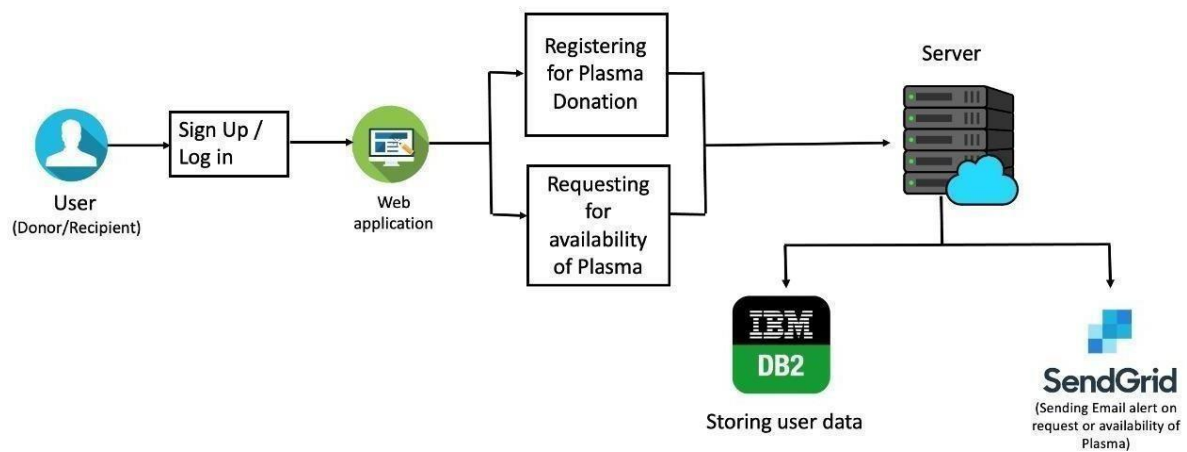 Sign Up /
Log in
User
(Donor/Recipient)
Web
application
Registering
for Plasma
Donation
Requesting
for
availability
of Plasma
Server
IBM
DB2
Storing user data
SendGrid
(Sending Email alert on
request or availability of
Plasma)